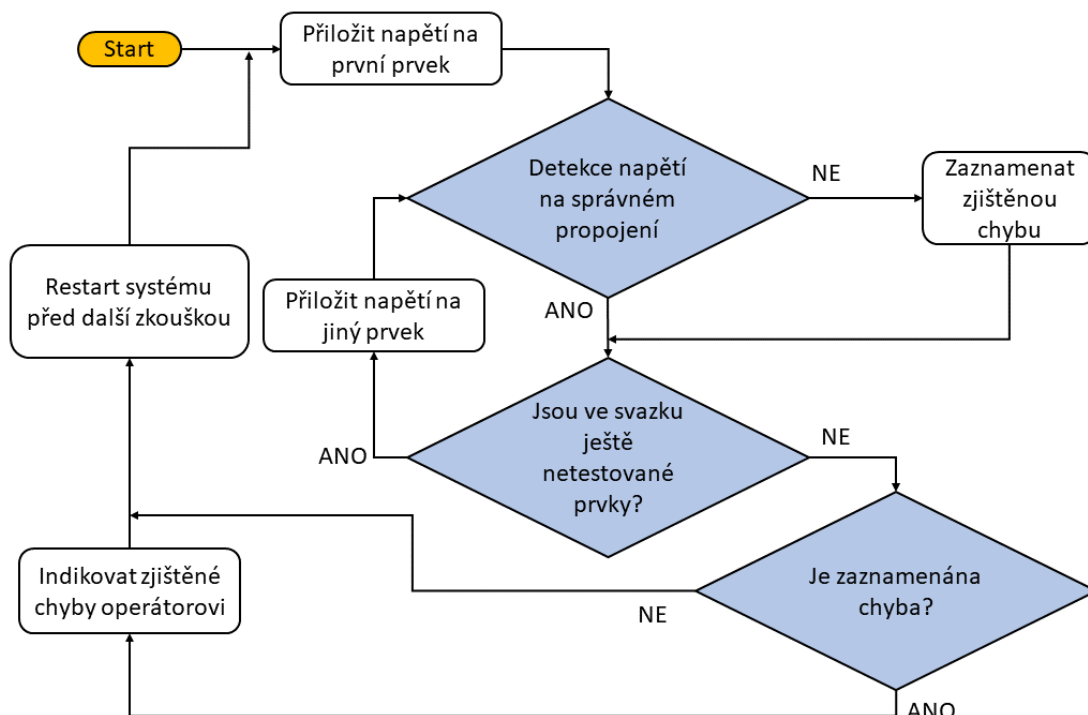 Start
Přiložit napětí na
první prvek
Detekce napětí
na správném
propojení
NE
Zaznamenat
zjištěnou
chybu
ANO
Restart systému
před další zkouškou
Přiložit napětí na
jiný prvek
Jsou ve svazku
ještě
netestované
prvky?
ANO
NE
Je zaznamenána
chyba?
NE
ANO
Indikovat zjištěné
chyby operátorovi